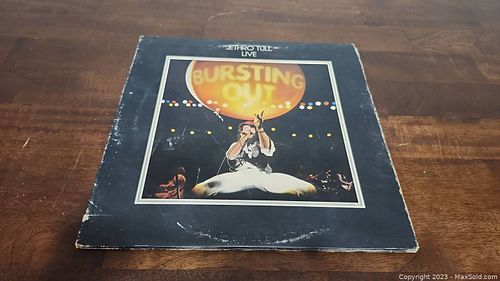 JETHRO TULL
LIVE
BURSTING
OUT
Copyright © 2023 - MaxSold.com